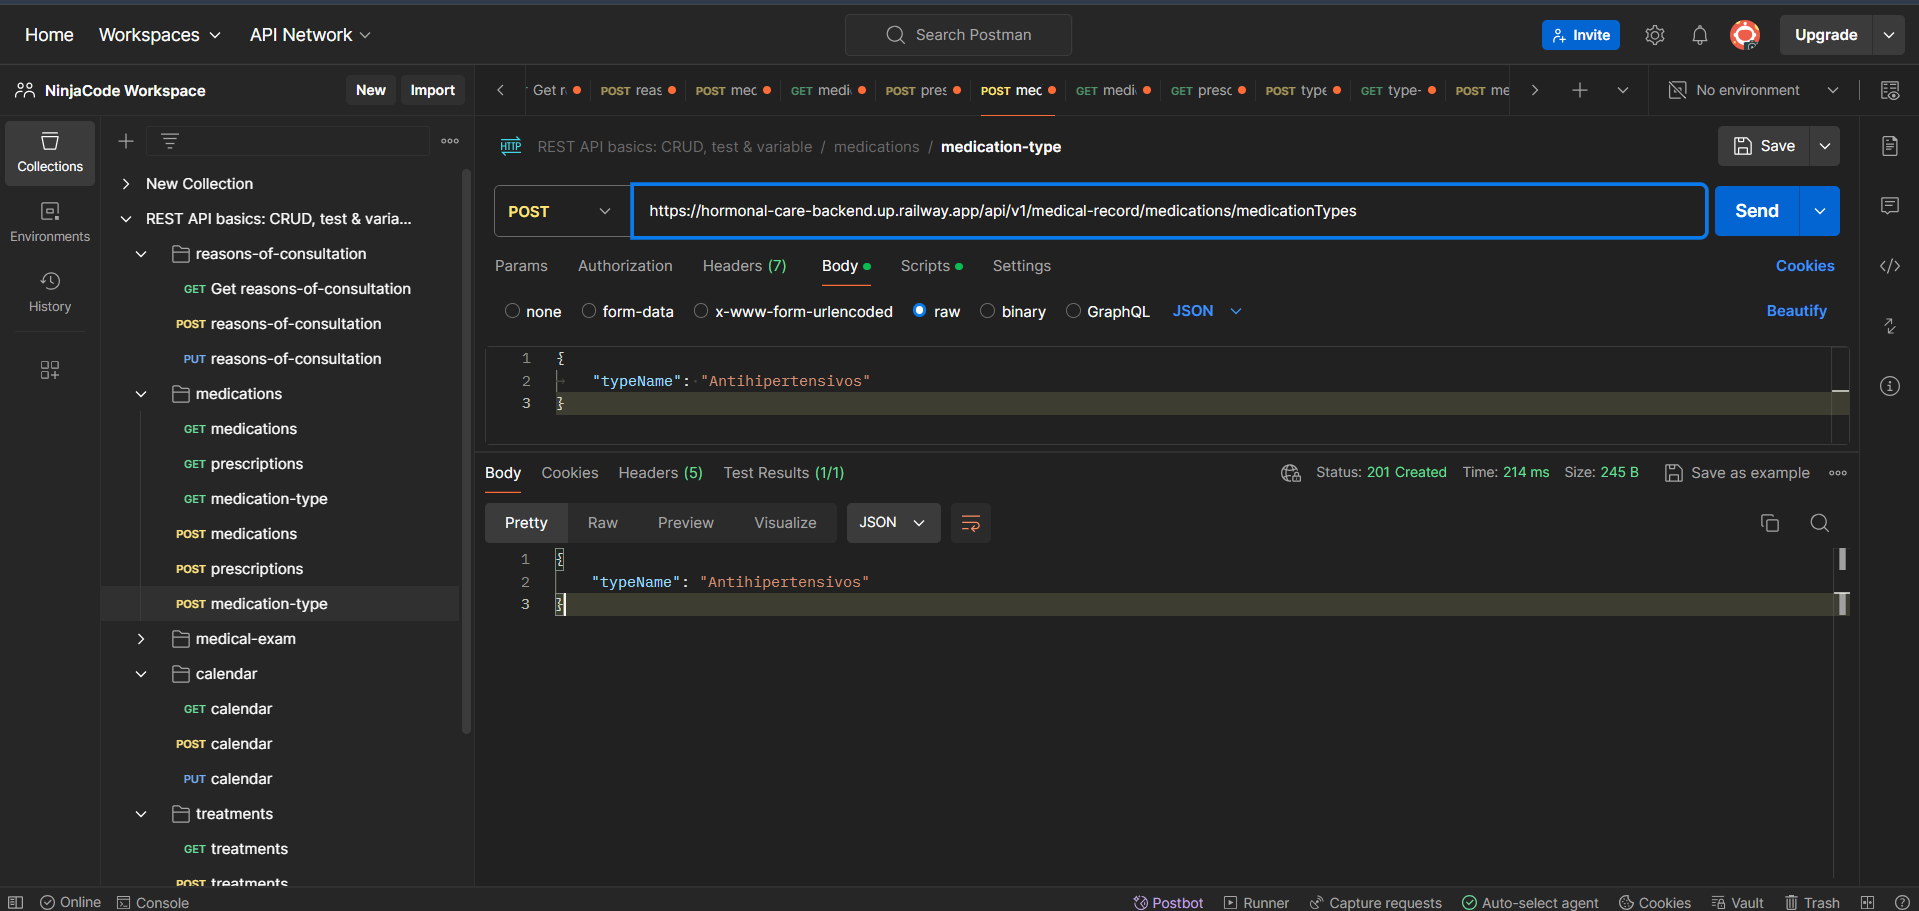 Home Workspaces API Network Search Postman Invite Upgrade
NinjaCode Workspace New Import
Get r POST reas POST mec GET medi POST pres POST mec GET medi GET presc POST type GET type- POST me No environment
Collections
Environments
History
New Collection
REST API basics: CRUD, test & varia...
reasons-of-consultation
GET Get reasons-of-consultation
POST reasons-of-consultation
PUT reasons-of-consultation
medications
GET medications
GET prescriptions
GET medication-type
POST medications
POST prescriptions
POST medication-type
medical-exam
calendar
GET calendar
POST calendar
PUT calendar
treatments
GET treatments
POST treatments
HTTP REST API basics: CRUD, test & variable / medications / medication-type Save
POST https://hormonal-care-backend.up.railway.app/api/v1/medical-record/medications/medicationTypes Send
Params Authorization Headers (7) Body Scripts Settings Cookies
none form-data x-www-form-urlencoded raw binary GraphQL JSON Beautify
1 {
2 "typeName": "Antihipertensivos"
3 }
Body Cookies Headers (5) Test Results (1/1) Status: 201 Created Time: 214 ms Size: 245 B Save as example
Pretty Raw Preview Visualize JSON
1 {
2 "typeName": "Antihipertensivos"
3 }
Online Console Postbot Runner Capture requests Auto-select agent Cookies Vault Trash